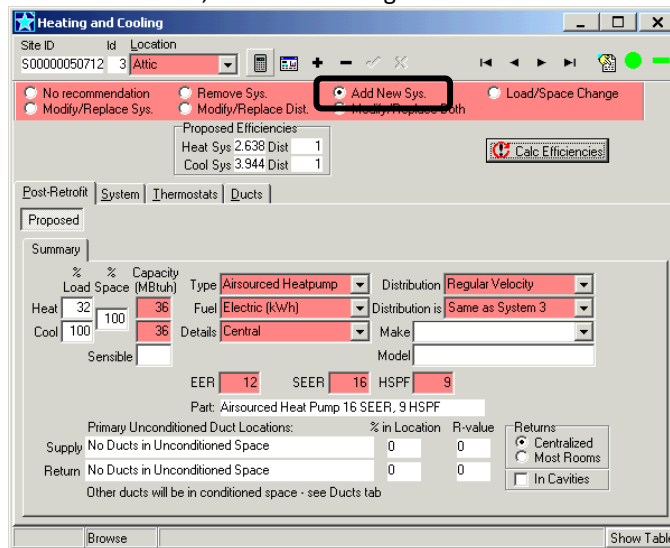 Heating and Cooling
Site ID Id Location
S00000050712 3 Attic
No recommendation Remove Sys. Add New Sys. Load/Space Change
Modify/Replace Sys. Modify/Replace Dist. Modify/Replace Both
Proposed Efficiencies
Heat Sys 2.638 Dist 1
Cool Sys 3.944 Dist 1
Calc Efficiencies
Post-Retrofit System Thermostats Ducts
Proposed
Summary
% % Capacity
Load Space (MBtuh) Type Airsourced Heatpump Distribution Regular Velocity
Heat 32 100 36 Fuel Electric (kWh) Distribution is Same as System 3
Cool 100 36 Details Central Make
Sensible Model
EER 12 SEER 16 HSPF 9
Part: Airsourced Heat Pump 16 SEER, 9 HSPF
Primary Unconditioned Duct Locations: % in Location R-value Returns
Supply No Ducts in Unconditioned Space 0 0 Centralized
Most Rooms
Return No Ducts in Unconditioned Space 0 0 In Cavities
Other ducts will be in conditioned space - see Ducts tab
Browse Show Table